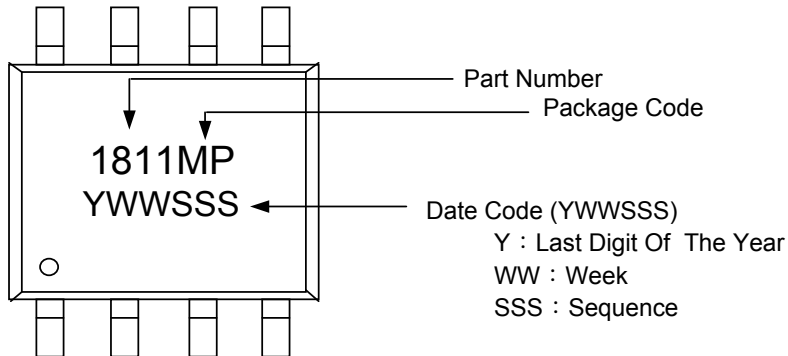 Part Number
Package Code
1811MP
YWWSSS
Date Code (YWWSSS)
Y：Last Digit Of The Year
WW：Week
SSS：Sequence